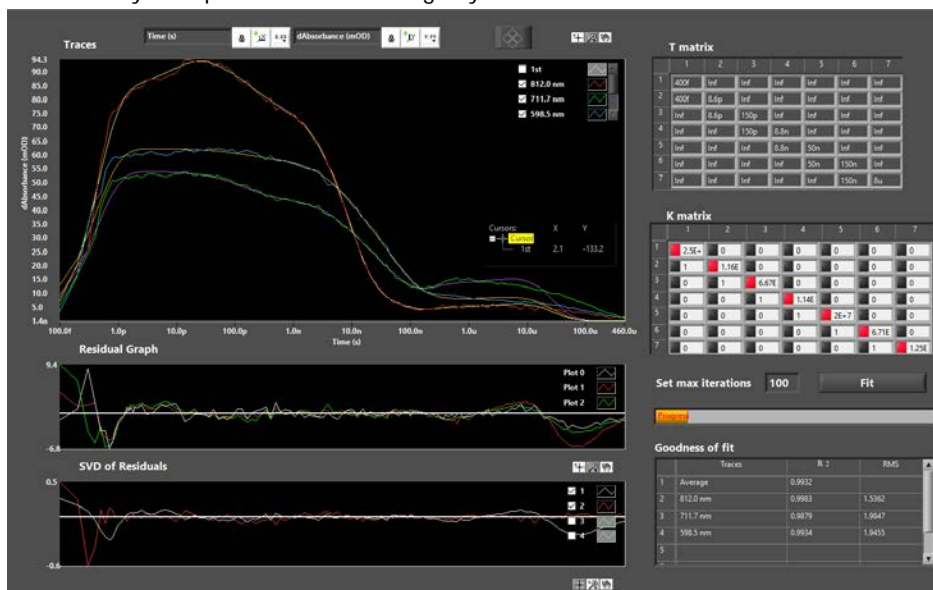 Traces
Time (s)
dAbsorbance (mOD)
94.3
90.0
85.0
80.0
75.0
70.0
65.0
60.0
55.0
50.0
45.0
40.0
35.0
30.0
25.0
20.0
15.0
10.0
5.0
1.4n
dAbsorbance (mOD)
1st
812.0 nm
711.7 nm
598.5 nm
Cursors: X Y
Cursor
1st 2.1 -133.2
100.0f 1.0p 10.0p 100.0p 1.0n 10.0n 100.0n 1.0u 10.0u 100.0u 460.0u
Time (s)
Residual Graph
9.4
-6.8
Plot 0
Plot 1
Plot 2
SVD of Residuals
0.5
-0.6
1
2
3
4
T matrix
1 2 3 4 5 6 7
1 400f Inf Inf Inf Inf Inf Inf
2 400f 8.6p Inf Inf Inf Inf Inf
3 Inf 8.6p 150p Inf Inf Inf Inf
4 Inf Inf 150p 8.8n Inf Inf Inf
5 Inf Inf Inf 8.8n 50n Inf Inf
6 Inf Inf Inf Inf 50n 150n Inf
7 Inf Inf Inf Inf Inf 150n 8u
K matrix
1 2 3 4 5 6 7
1 2.5E+ 0 0 0 0 0 0
2 1 1.16E 0 0 0 0 0
3 0 1 6.67E 0 0 0 0
4 0 0 1 1.14E 0 0 0
5 0 0 0 1 2E+7 0 0
6 0 0 0 0 1 6.71E 0
7 0 0 0 0 0 1 1.25E
Set max iterations 100 Fit
Progress
Goodness of fit
Traces R 2 RMS
1 Average 0.9932
2 812.0 nm 0.9983 1.5362
3 711.7 nm 0.9879 1.9847
4 598.5 nm 0.9934 1.9455
5